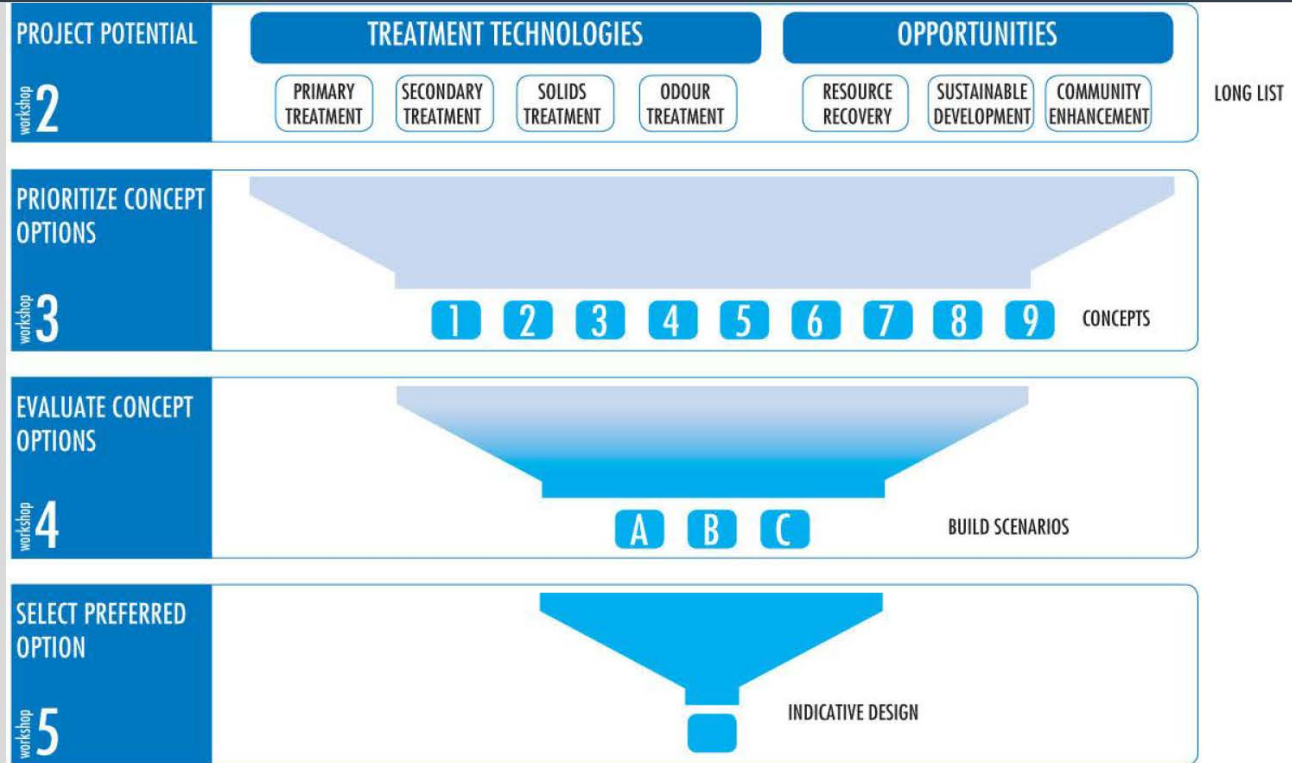 PROJECT POTENTIAL
workshop 2
TREATMENT TECHNOLOGIES
OPPORTUNITIES
PRIMARY
TREATMENT
SECONDARY
TREATMENT
SOLIDS
TREATMENT
ODOUR
TREATMENT
RESOURCE
RECOVERY
SUSTAINABLE
DEVELOPMENT
COMMUNITY
ENHANCEMENT
LONG LIST
PRIORITIZE CONCEPT
OPTIONS
workshop 3
1 2 3 4 5 6 7 8 9
CONCEPTS
EVALUATE CONCEPT
OPTIONS
workshop 4
A B C
BUILD SCENARIOS
SELECT PREFERRED
OPTION
workshop 5
INDICATIVE DESIGN